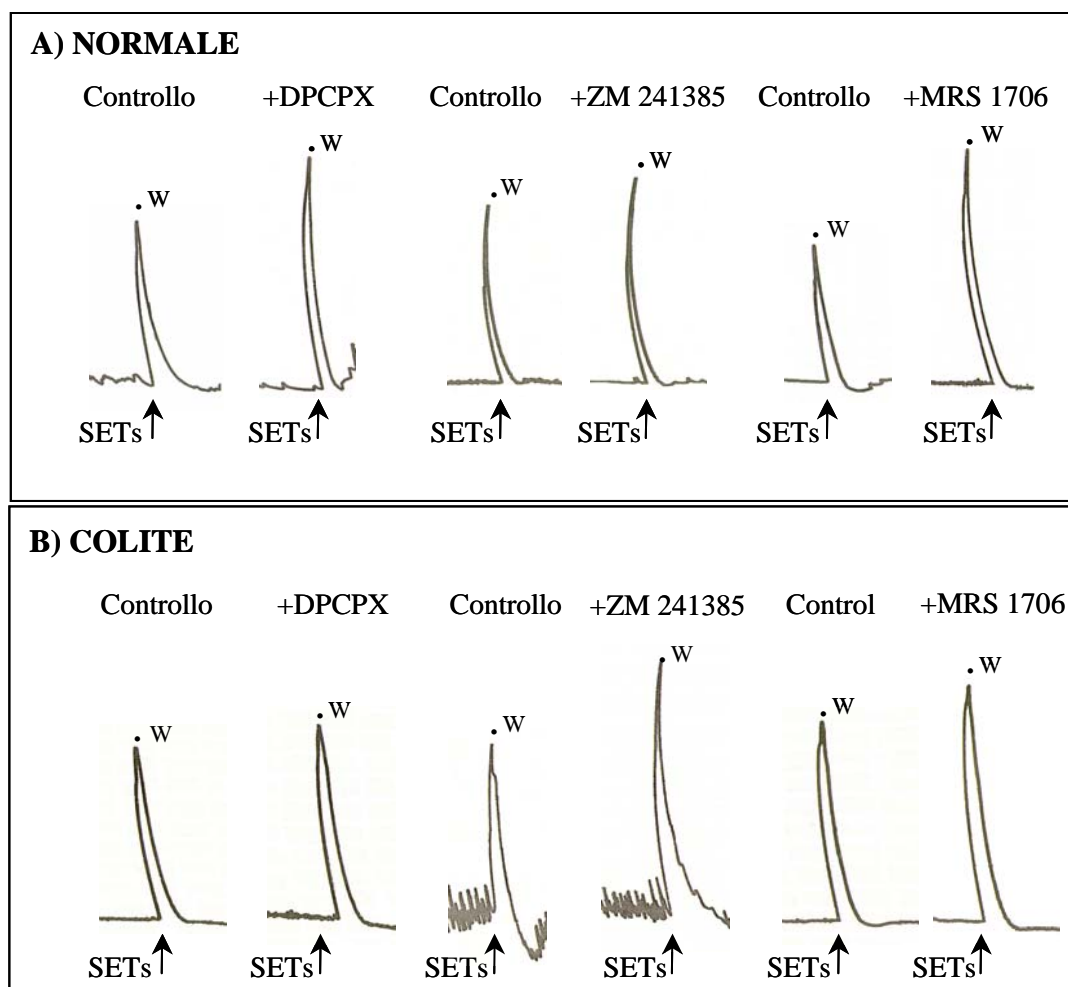 A) NORMALE
Controllo +DPCPX Controllo +ZM 241385 Controllo +MRS 1706
W W W W W W
SETs SETs SETs SETs SETs SETs
B) COLITE
Controllo +DPCPX Controllo +ZM 241385 Control +MRS 1706
W W W W W W
SETs SETs SETs SETs SETs SETs